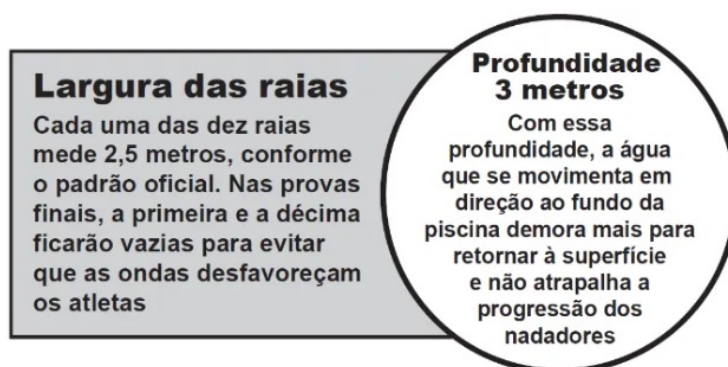 Largura das raias
Cada uma das dez raias
mede 2,5 metros, conforme
o padrão oficial. Nas provas
finais, a primeira e a décima
ficarão vazias para evitar
que as ondas desfavoreçam
os atletas
Profundidade
3 metros
Com essa
profundidade, a água
que se movimenta em
direção ao fundo da
piscina demora mais para
retornar à superfície
e não atrapalha a
progressão dos
nadadores